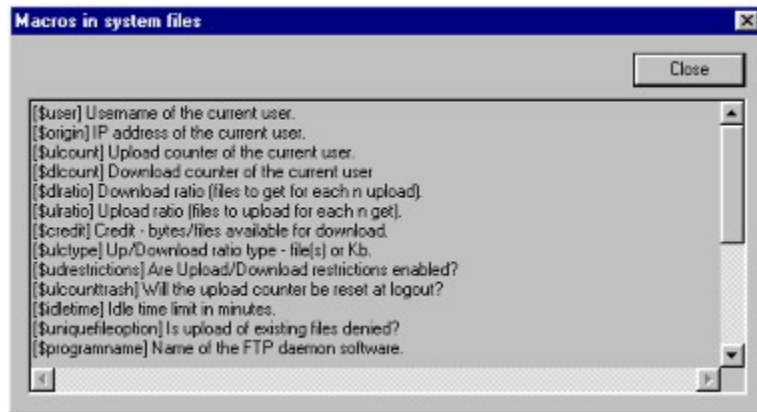 Macros in system files
Close
[$user] Username of the current user.
[$origin] IP address of the current user.
[$ulcount] Upload counter of the current user.
[$dlcount] Download counter of the current user
[$dlratio] Download ratio (files to get for each n upload).
[$ulratio] Upload ratio (files to upload for each n get).
[$credit] Credit - bytes/files available for download.
[$ulctype] Up/Download ratio type - file(s) or Kb.
[$udrestrictions] Are Upload/Download restrictions enabled?
[$ulcounttrash] Will the upload counter be reset at logout?
[$idletime] Idle time limit in minutes.
[$uniquefileoption] Is upload of existing files denied?
[$programname] Name of the FTP daemon software.